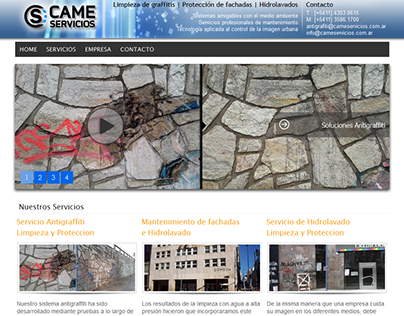 CAME
SERVICIOS
Limpieza de graffitis | Protección de fachadas | Hidrolavados
Sistemas amigables con el medio ambiente
Servicios profesionales de mantenimiento
Tecnología aplicada al control de la imagen urbana
Contacto
T [+5411] 4303 0615
M [+5411] 3586 1700
antigrafiti@cameservicios.com.ar
info@cameservicios.com.ar
HOME SERVICIOS EMPRESA CONTACTO
Soluciones Antigraffiti
1 2 3 4
Nuestros Servicios
Servicio Antigraffiti
Limpieza y Proteccion
Mantenimiento de fachadas
e Hidrolavado
Servicio de Hidrolavado
Limpieza y Proteccion
Nuestro sistema antigraffiti ha sido
desarrollado mediante pruebas a lo largo de
Los resultados de la limpieza con agua a alta
presión hicieron que incorporaramos este
De la misma manera que una empresa cuida
su imagen en los diferentes medios, debe